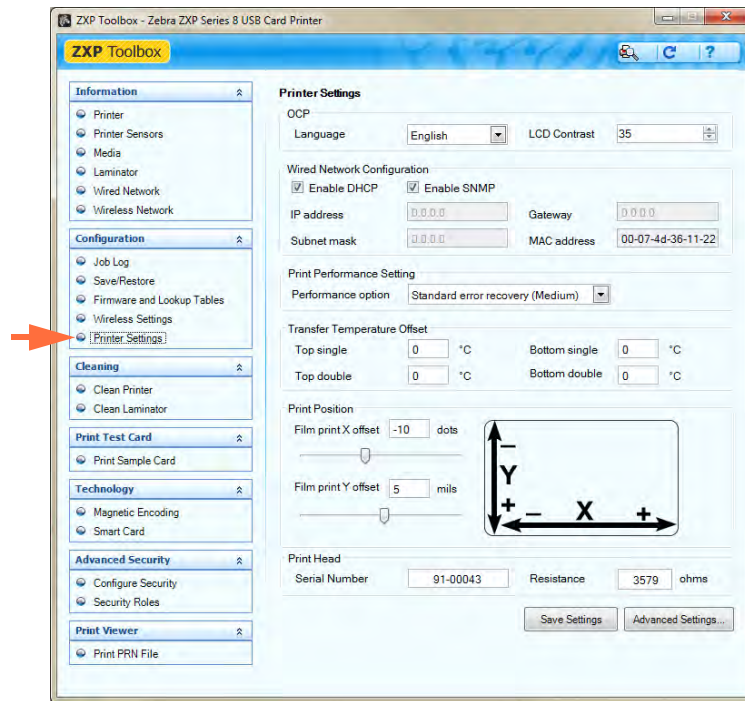 ZXP Toolbox - Zebra ZXP Series 8 USB Card Printer
ZXP Toolbox
?
Information
Printer
Printer Sensors
Media
Laminator
Wired Network
Wireless Network
Configuration
Job Log
Save/Restore
Firmware and Lookup Tables
Wireless Settings
Printer Settings
Cleaning
Clean Printer
Clean Laminator
Print Test Card
Print Sample Card
Technology
Magnetic Encoding
Smart Card
Advanced Security
Configure Security
Security Roles
Print Viewer
Print PRN File
Printer Settings
OCP
Language English LCD Contrast 35
Wired Network Configuration
Enable DHCP Enable SNMP
IP address 0.0.0.0 Gateway 0.0.0.0
Subnet mask 0.0.0.0 MAC address 00-07-4d-36-11-22
Print Performance Setting
Performance option Standard error recovery (Medium)
Transfer Temperature Offset
Top single 0 °C Bottom single 0 °C
Top double 0 °C Bottom double 0 °C
Print Position
Film print X offset -10 dots
Film print Y offset 5 mils
–
Y
+
– X +
Print Head
Serial Number 91-00043 Resistance 3579 ohms
Save Settings Advanced Settings...